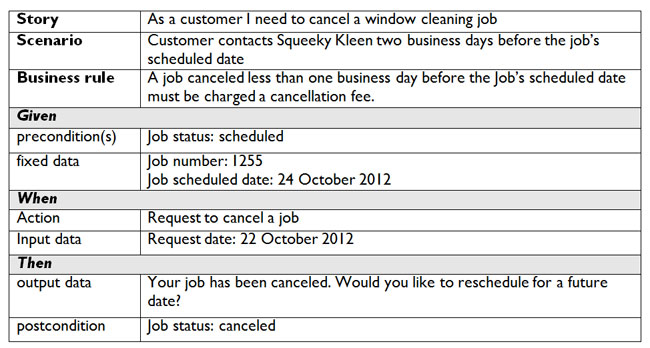 Story As a customer I need to cancel a window cleaning job
Scenario Customer contacts Squeeky Kleen two business days before the job's
scheduled date
Business rule A job canceled less than one business day before the Job's scheduled date
must be charged a cancellation fee.
Given
precondition(s) Job status: scheduled
fixed data Job number: 1255
Job scheduled date: 24 October 2012
When
Action Request to cancel a job
Input data Request date: 22 October 2012
Then
output data Your job has been canceled. Would you like to reschedule for a future
date?
postcondition Job status: canceled